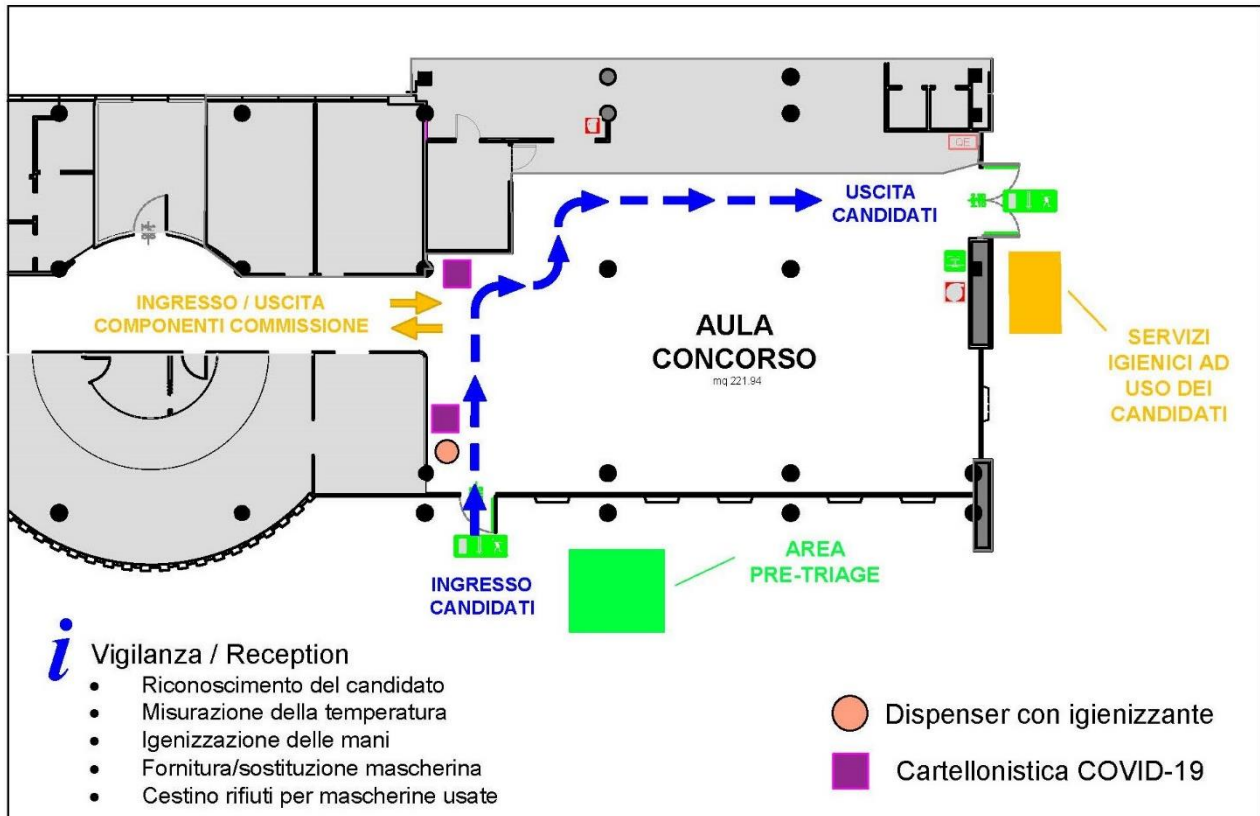 QE
USCITA
CANDIDATI
INGRESSO / USCITA
COMPONENTI COMMISSIONE
AULA
CONCORSO
mq 221.94
SERVIZI
IGIENICI AD
USO DEI
CANDIDATI
AREA
PRE-TRIAGE
INGRESSO
CANDIDATI
i Vigilanza / Reception
• Riconoscimento del candidato
• Misurazione della temperatura
• Igenizzazione delle mani
• Fornitura/sostituzione mascherina
• Cestino rifiuti per mascherine usate
Dispenser con igienizzante
Cartellonistica COVID-19